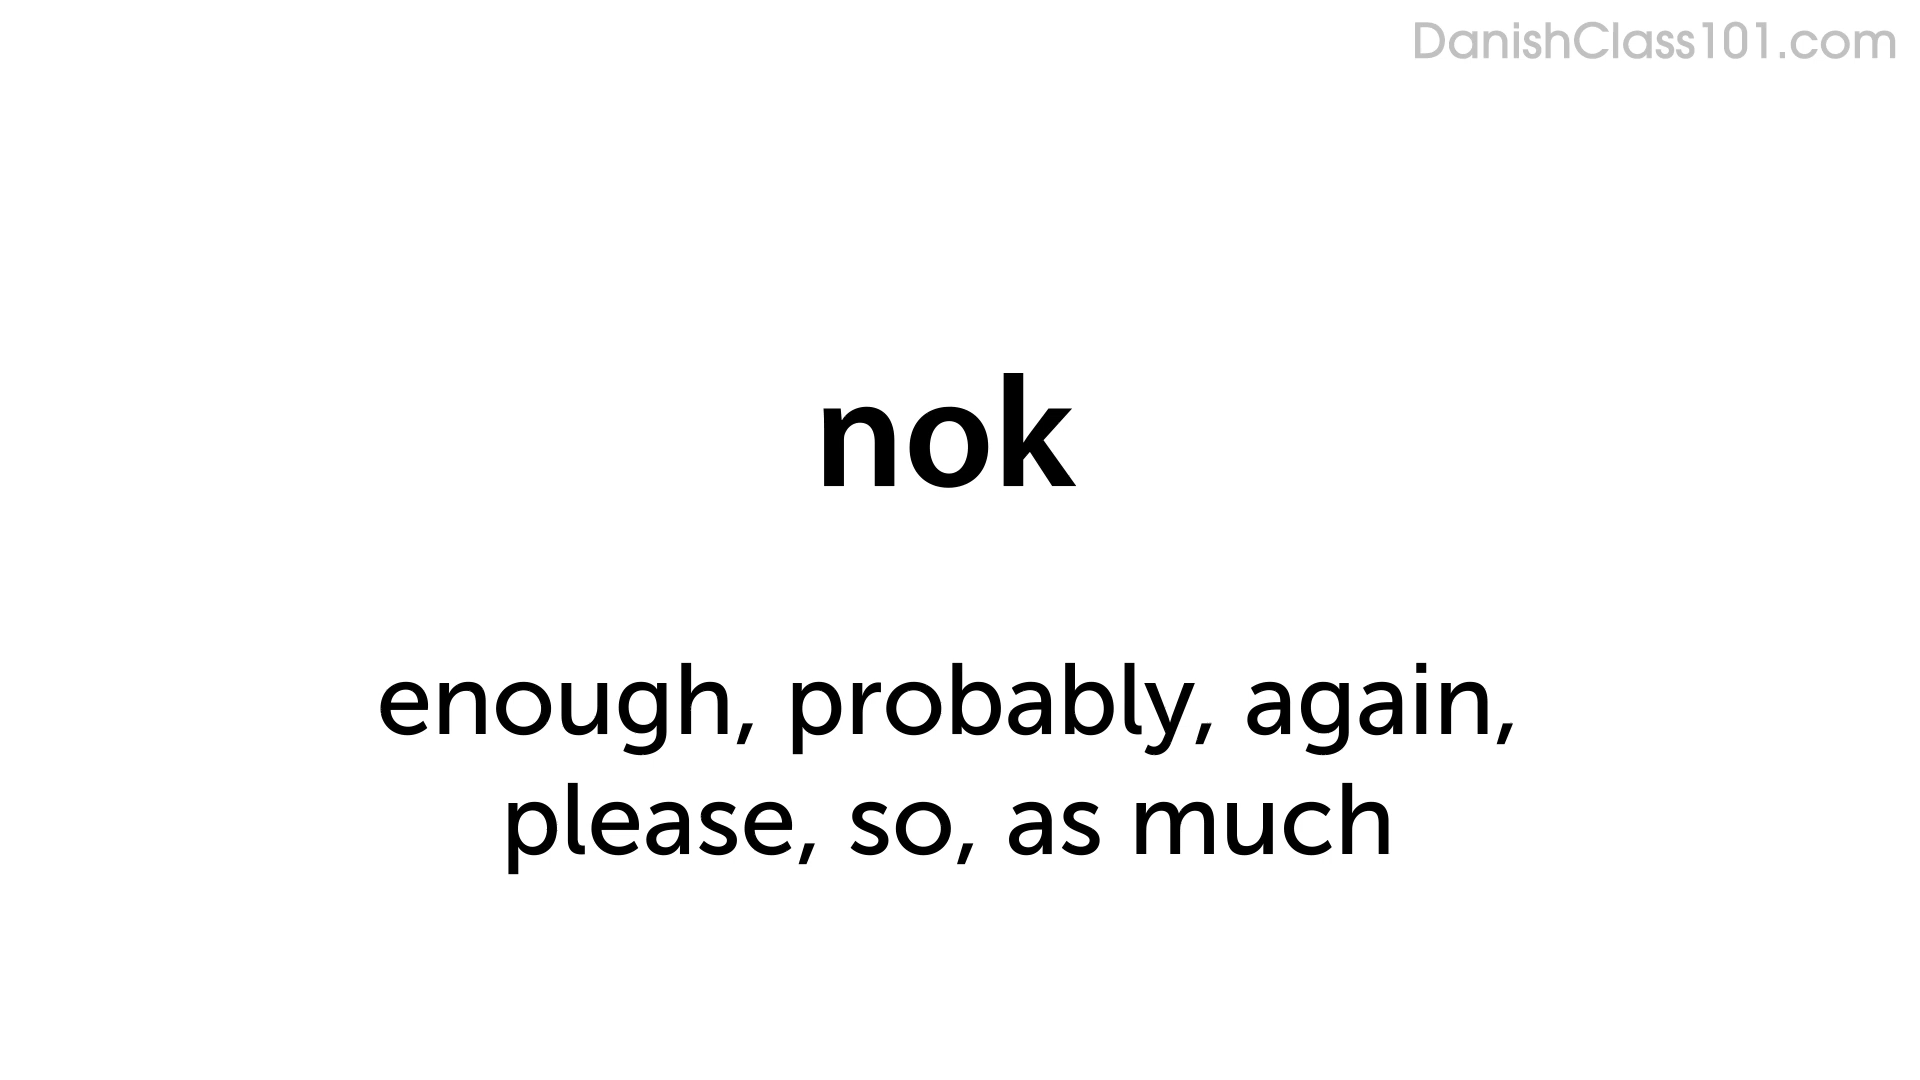 DanishClass101.com
nok
enough, probably, again,
please, so, as much